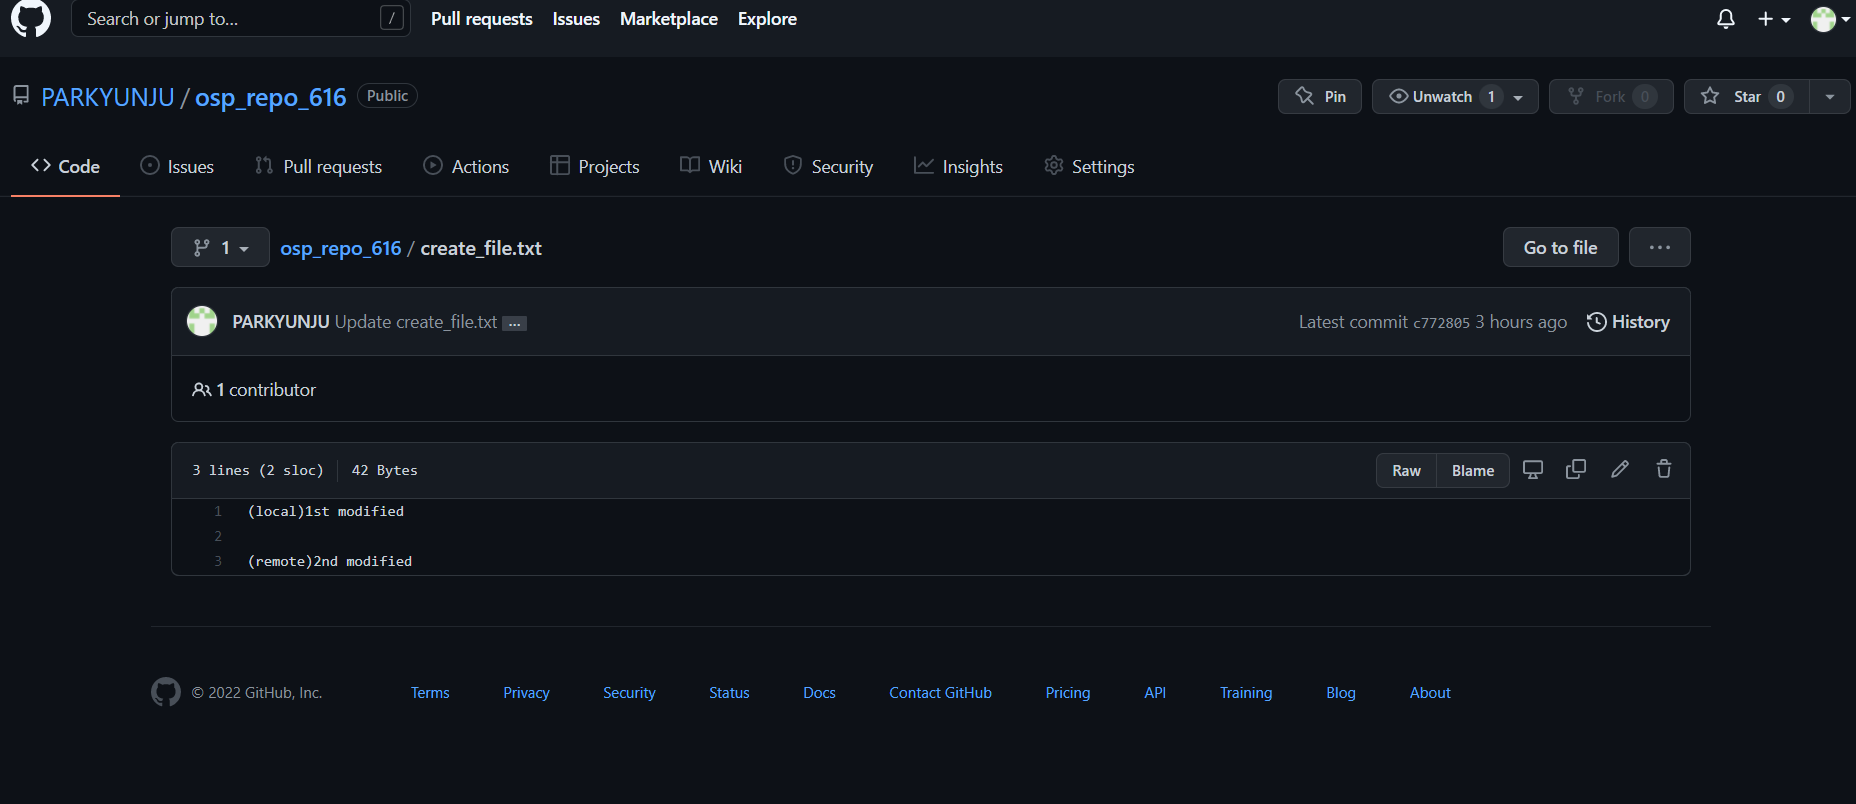 Search or jump to... /
Pull requests Issues Marketplace Explore
PARKYUNJU / osp_repo_616 Public
Pin Unwatch 1 Fork 0 Star 0
Code Issues Pull requests Actions Projects Wiki Security Insights Settings
1 osp_repo_616 / create_file.txt Go to file ...
PARKYUNJU Update create_file.txt ... Latest commit c772805 3 hours ago History
1 contributor
3 lines (2 sloc) 42 Bytes Raw Blame
1 (local)1st modified
2
3 (remote)2nd modified
© 2022 GitHub, Inc. Terms Privacy Security Status Docs Contact GitHub Pricing API Training Blog About